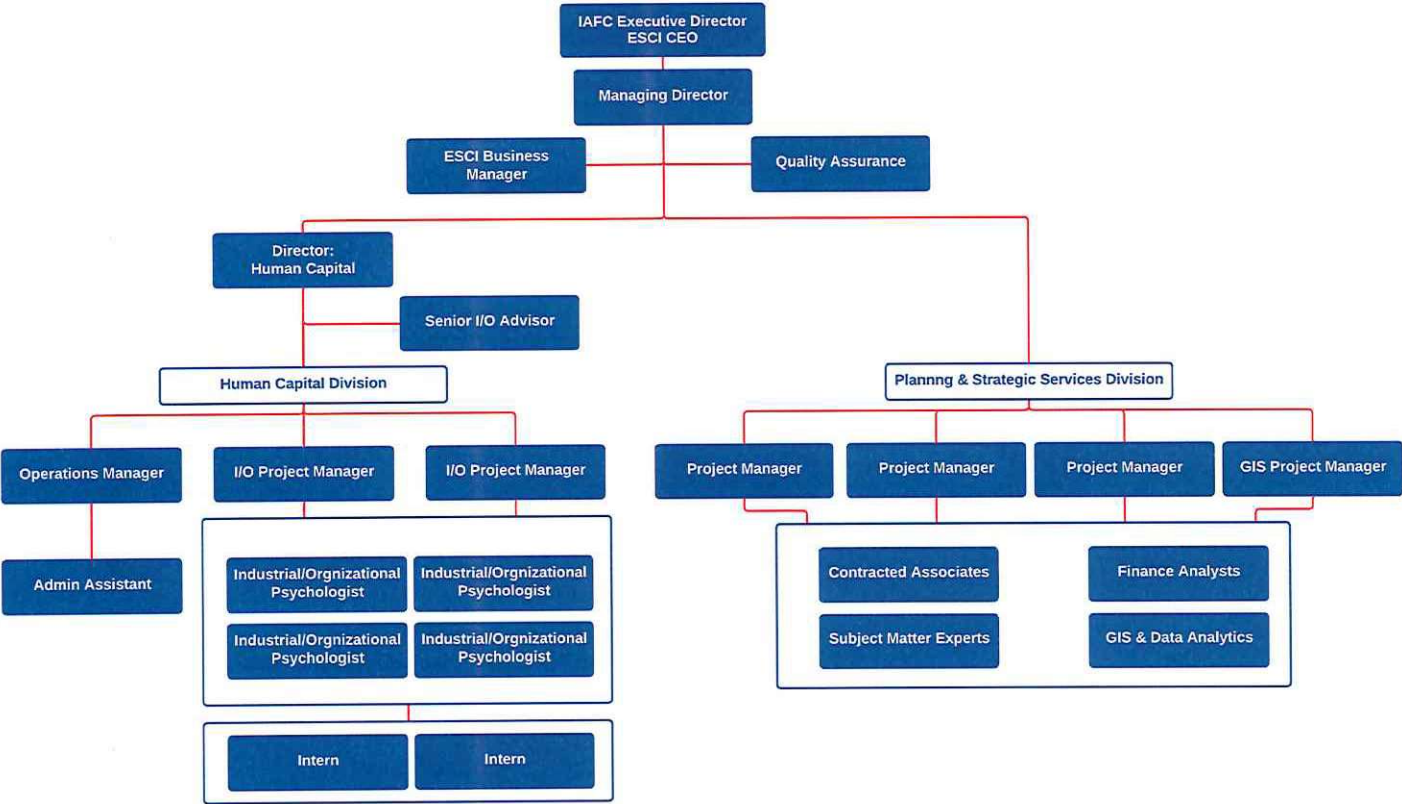 IAFC Executive Director
ESCI CEO
Managing Director
ESCI Business
Manager
Quality Assurance
Director:
Human Capital
Senior I/O Advisor
Human Capital Division
Plannng & Strategic Services Division
Operations Manager
I/O Project Manager
I/O Project Manager
Project Manager
Project Manager
Project Manager
GIS Project Manager
Admin Assistant
Industrial/Orgnizational
Psychologist
Industrial/Orgnizational
Psychologist
Industrial/Orgnizational
Psychologist
Industrial/Orgnizational
Psychologist
Contracted Associates
Finance Analysts
Subject Matter Experts
GIS & Data Analytics
Intern
Intern